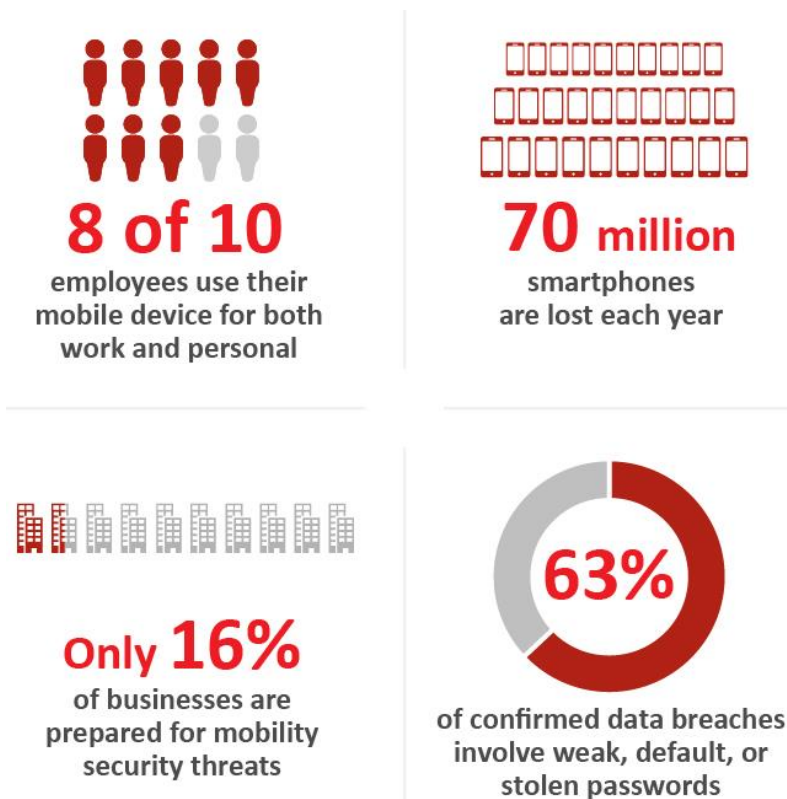 8 of 10
employees use their
mobile device for both
work and personal
70 million
smartphones
are lost each year
Only 16%
of businesses are
prepared for mobility
security threats
63%
of confirmed data breaches
involve weak, default, or
stolen passwords